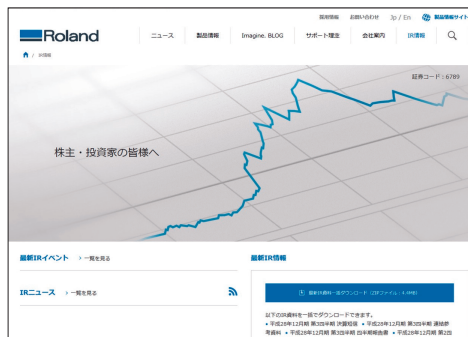 採用情報 お問い合わせ Jp / En 製品情報サイト
Roland
ニュース 製品情報 Imagine. BLOG サポート理念 会社案内 IR情報
/ IR情報
証券コード : 6789
株主・投資家の皆様へ
最新IRイベント > 一覧を見る
最新IR情報
IRニュース > 一覧を見る
最新IR資料一括ダウンロード（ZIPファイル：4.4MB）
以下のIR資料を一括でダウンロードできます。
• 平成28年12月期 第3四半期 決算短信 • 平成28年12月期 第3四半期 連結参
考資料 • 平成28年12月期 第3四半期 四半期報告書 • 平成28年12月期 第2四